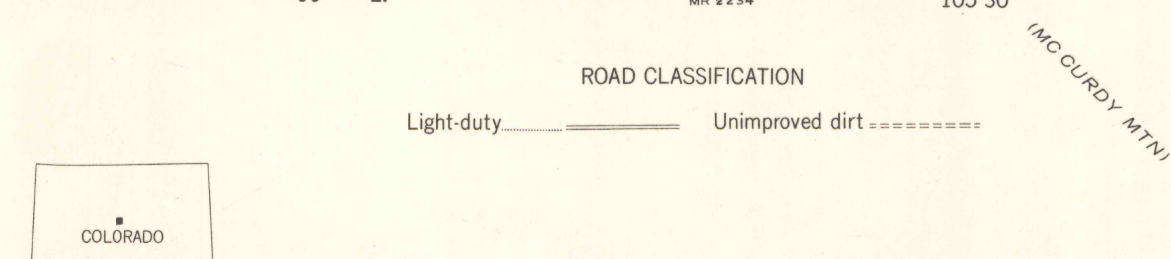 MR 2234
105°30'
(MC CURDY MTN)
ROAD CLASSIFICATION
Light-duty Unimproved dirt
COLORADO